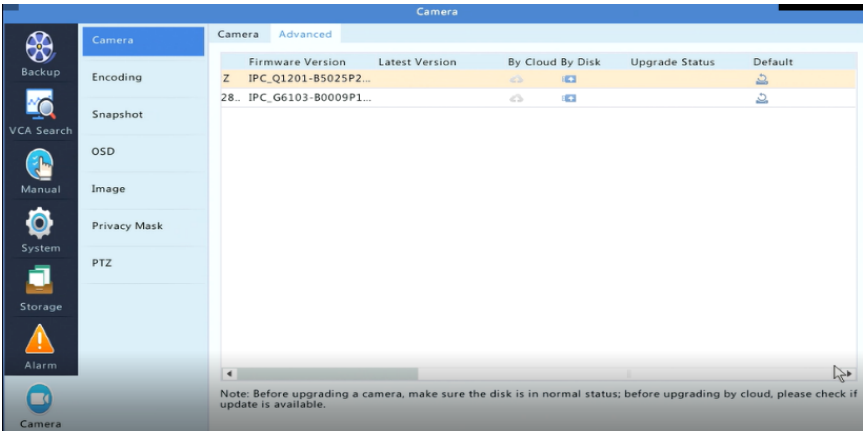 Camera
Backup
VCA Search
Manual
System
Storage
Alarm
Camera
Camera
Encoding
Snapshot
OSD
Image
Privacy Mask
PTZ
Camera Advanced
Firmware Version Latest Version By Cloud By Disk Upgrade Status Default
Z IPC_Q1201-B5025P2...
28.. IPC_G6103-B0009P1...
Note: Before upgrading a camera, make sure the disk is in normal status; before upgrading by cloud, please check if
update is available.